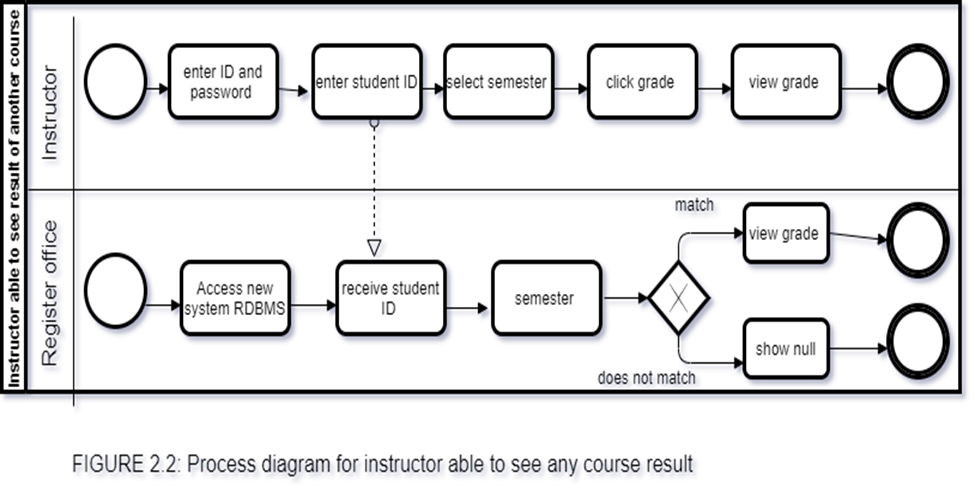 Instructor able to see result of another course
Instructor
enter ID and
password
enter student ID
select semester
click grade
view grade
Register office
Access new
system RDBMS
receive student
ID
semester
match
view grade
does not match
show null
FIGURE 2.2: Process diagram for instructor able to see any course result